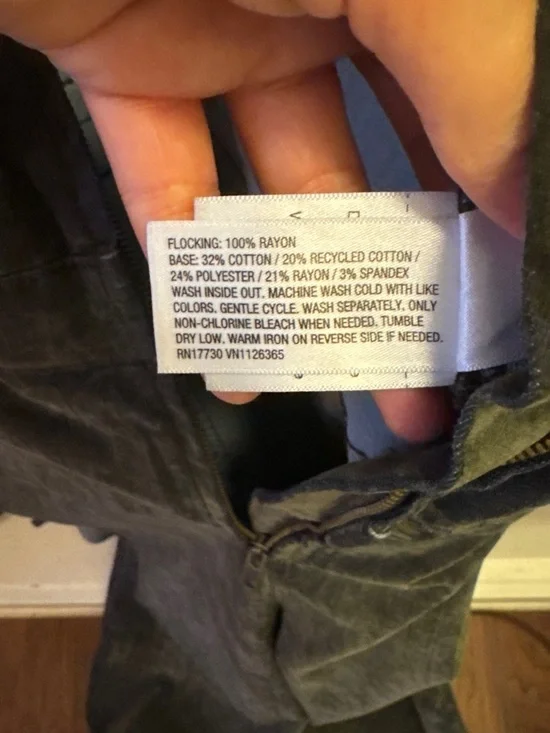 FLOCKING: 100% RAYON
BASE: 32% COTTON / 20% RECYCLED COTTON /
24% POLYESTER / 21% RAYON / 3% SPANDEX
WASH INSIDE OUT. MACHINE WASH COLD WITH LIKE
COLORS. GENTLE CYCLE. WASH SEPARATELY. ONLY
NON-CHLORINE BLEACH WHEN NEEDED. TUMBLE
DRY LOW. WARM IRON ON REVERSE SIDE IF NEEDED.
RN17730 VN1126365